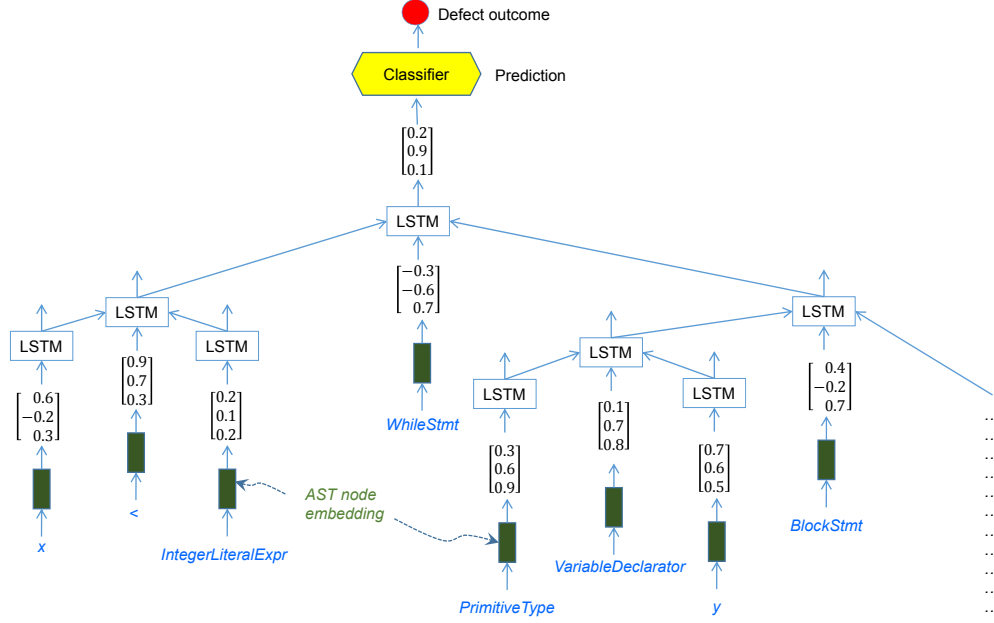 Defect outcome
Classifier
Prediction
0.2
0.9
0.1
LSTM
−0.3
−0.6
0.7
LSTM
LSTM
LSTM
LSTM
LSTM
LSTM
LSTM
0.9
0.7
0.3
0.6
−0.2
0.3
0.2
0.1
0.2
0.4
−0.2
0.7
WhileStmt
0.3
0.6
0.9
0.1
0.7
0.8
0.7
0.6
0.5
AST node
embedding
<
x
IntegerLiteralExpr
BlockStmt
VariableDeclarator
PrimitiveType
y
..
..
..
..
..
..
..
..
..
..
..